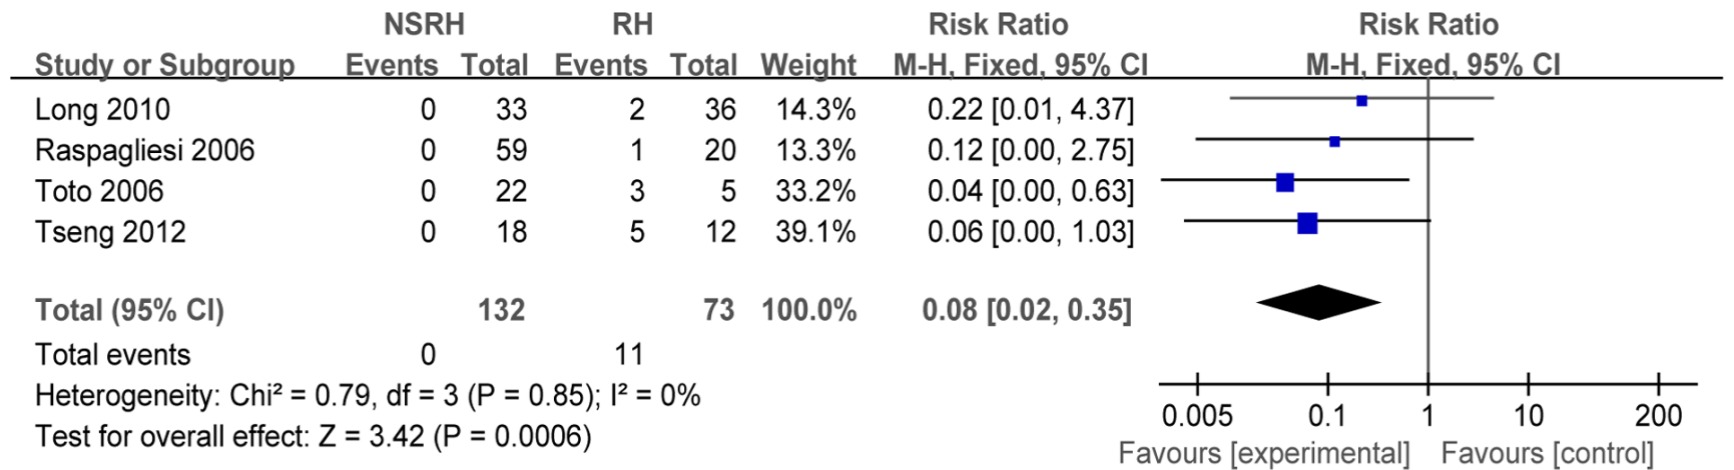 NSRH RH Risk Ratio Risk Ratio
Study or Subgroup Events Total Events Total Weight M-H, Fixed, 95% CI M-H, Fixed, 95% CI
Long 2010 0 33 2 36 14.3% 0.22 [0.01, 4.37]
Raspagliesi 2006 0 59 1 20 13.3% 0.12 [0.00, 2.75]
Toto 2006 0 22 3 5 33.2% 0.04 [0.00, 0.63]
Tseng 2012 0 18 5 12 39.1% 0.06 [0.00, 1.03]
Total (95% CI) 132 73 100.0% 0.08 [0.02, 0.35]
Total events 0 11
Heterogeneity: Chi² = 0.79, df = 3 (P = 0.85); I² = 0%
Test for overall effect: Z = 3.42 (P = 0.0006)
0.005 0.1 1 10 200
Favours [experimental] Favours [control]